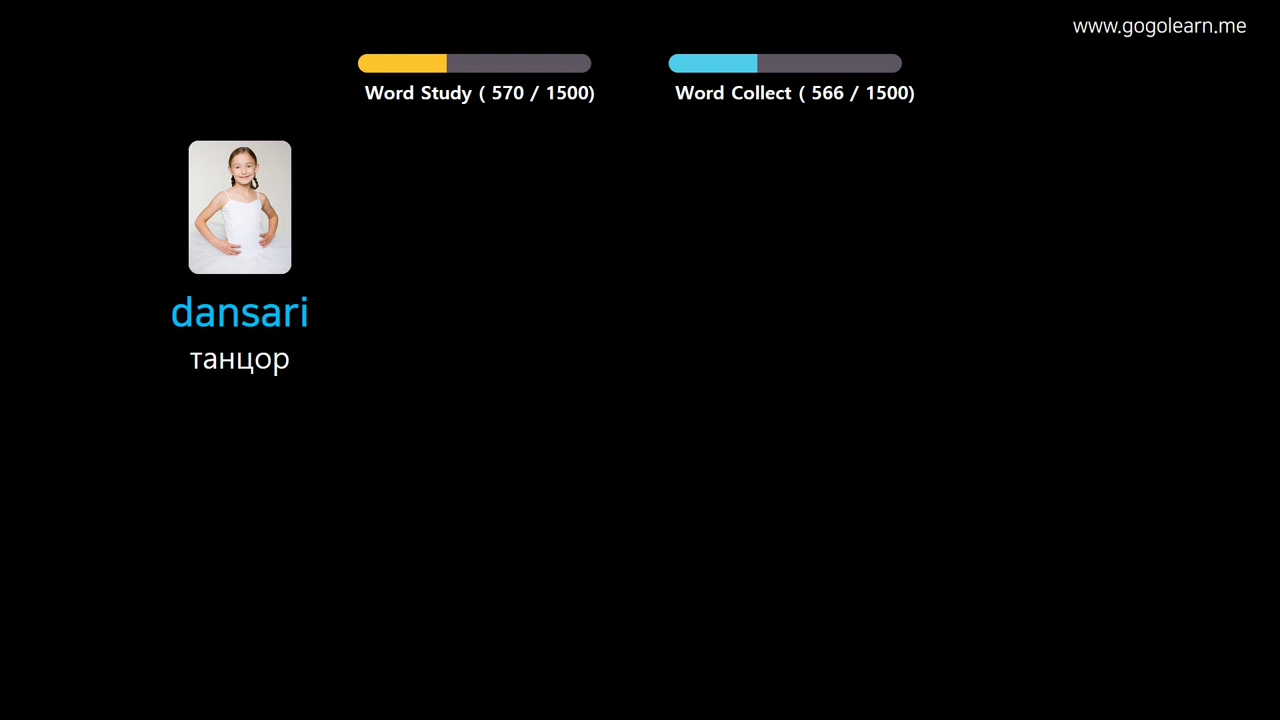 www.gogolearn.me
Word Study ( 570 / 1500)
Word Collect ( 566 / 1500)
dansari
танцор